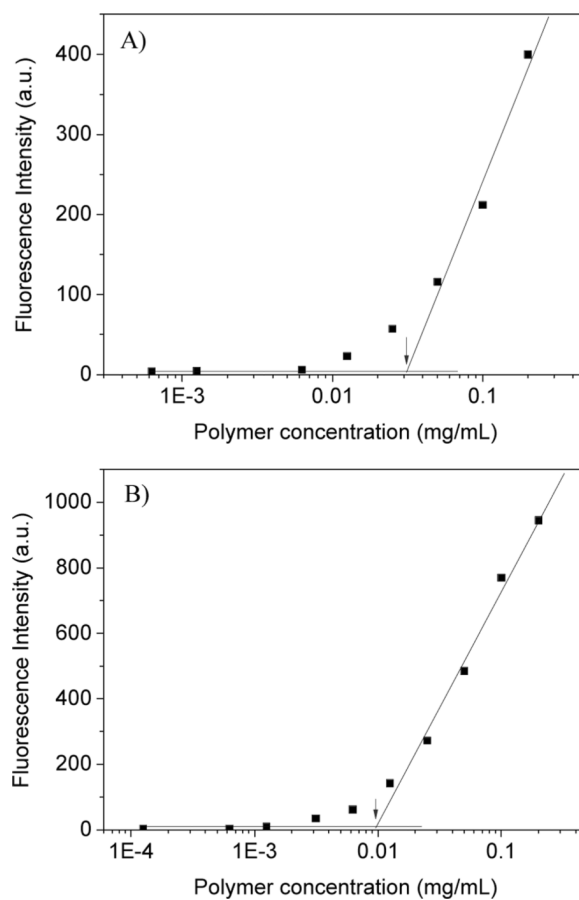 A)
Fluorescence Intensity (a.u.)
400
300
200
100
0
1E-3
0.01
0.1
Polymer concentration (mg/mL)
B)
Fluorescence Intensity (a.u.)
1000
800
600
400
200
0
1E-4
1E-3
0.01
0.1
Polymer concentration (mg/mL)